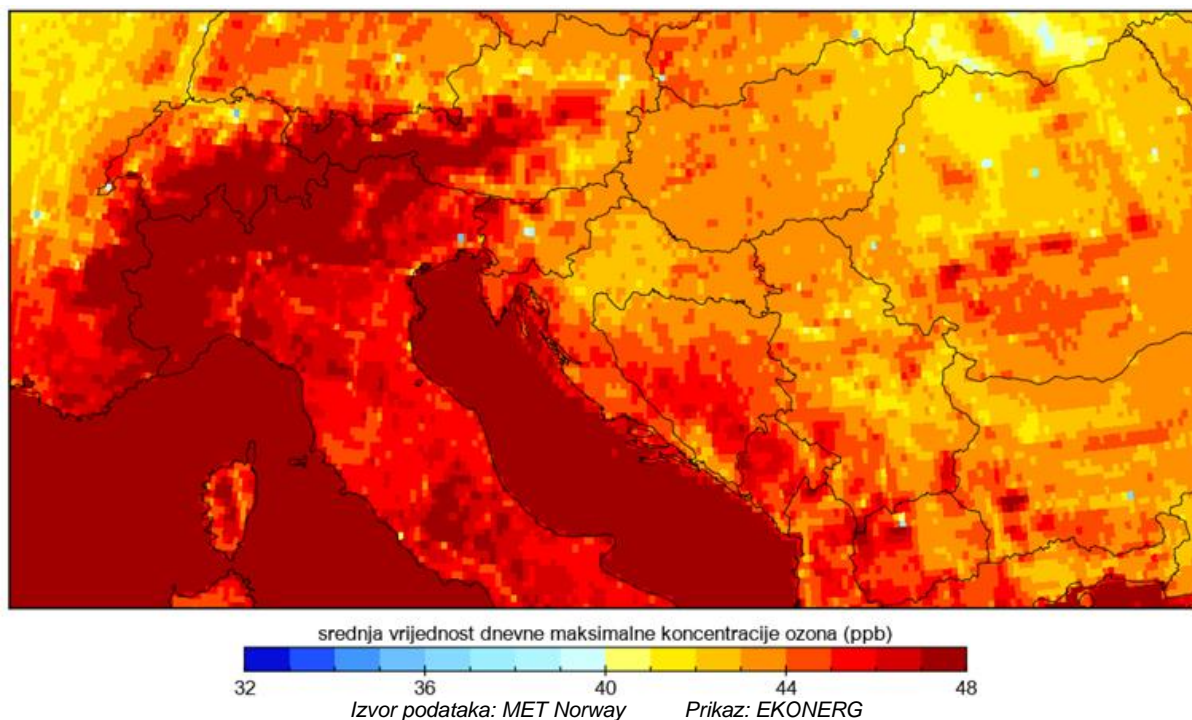 srednja vrijednost dnevne maksimalne koncentracije ozona (ppb)
32 36 40 44 48
Izvor podataka: MET Norway Prikaz: EKONERG